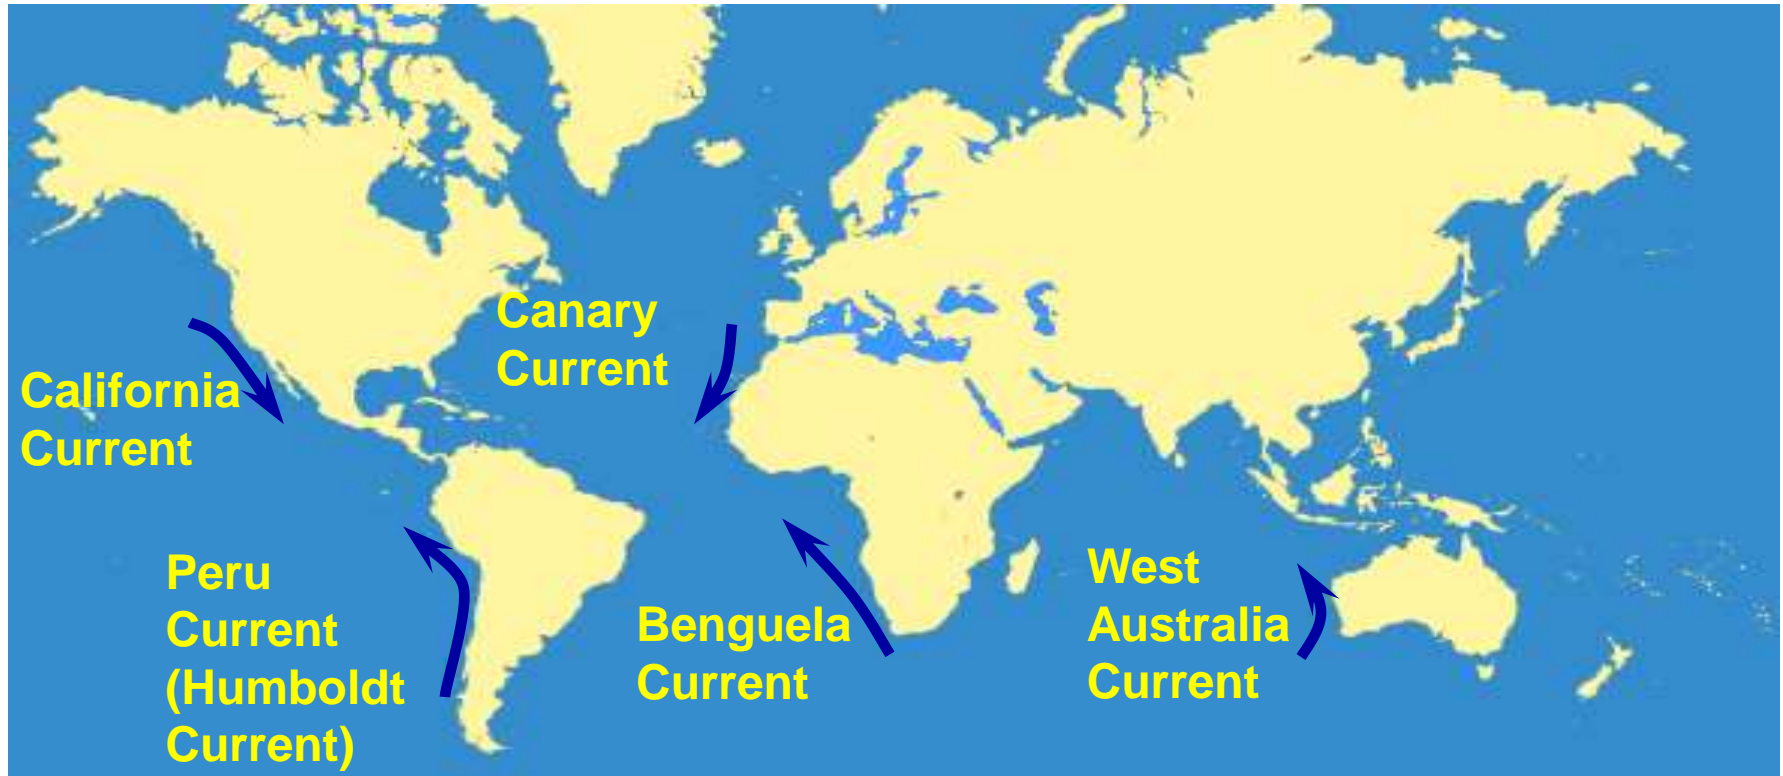 Canary
Current
California
Current
Peru
Current
(Humboldt
Current)
Benguela
Current
West
Australia
Current